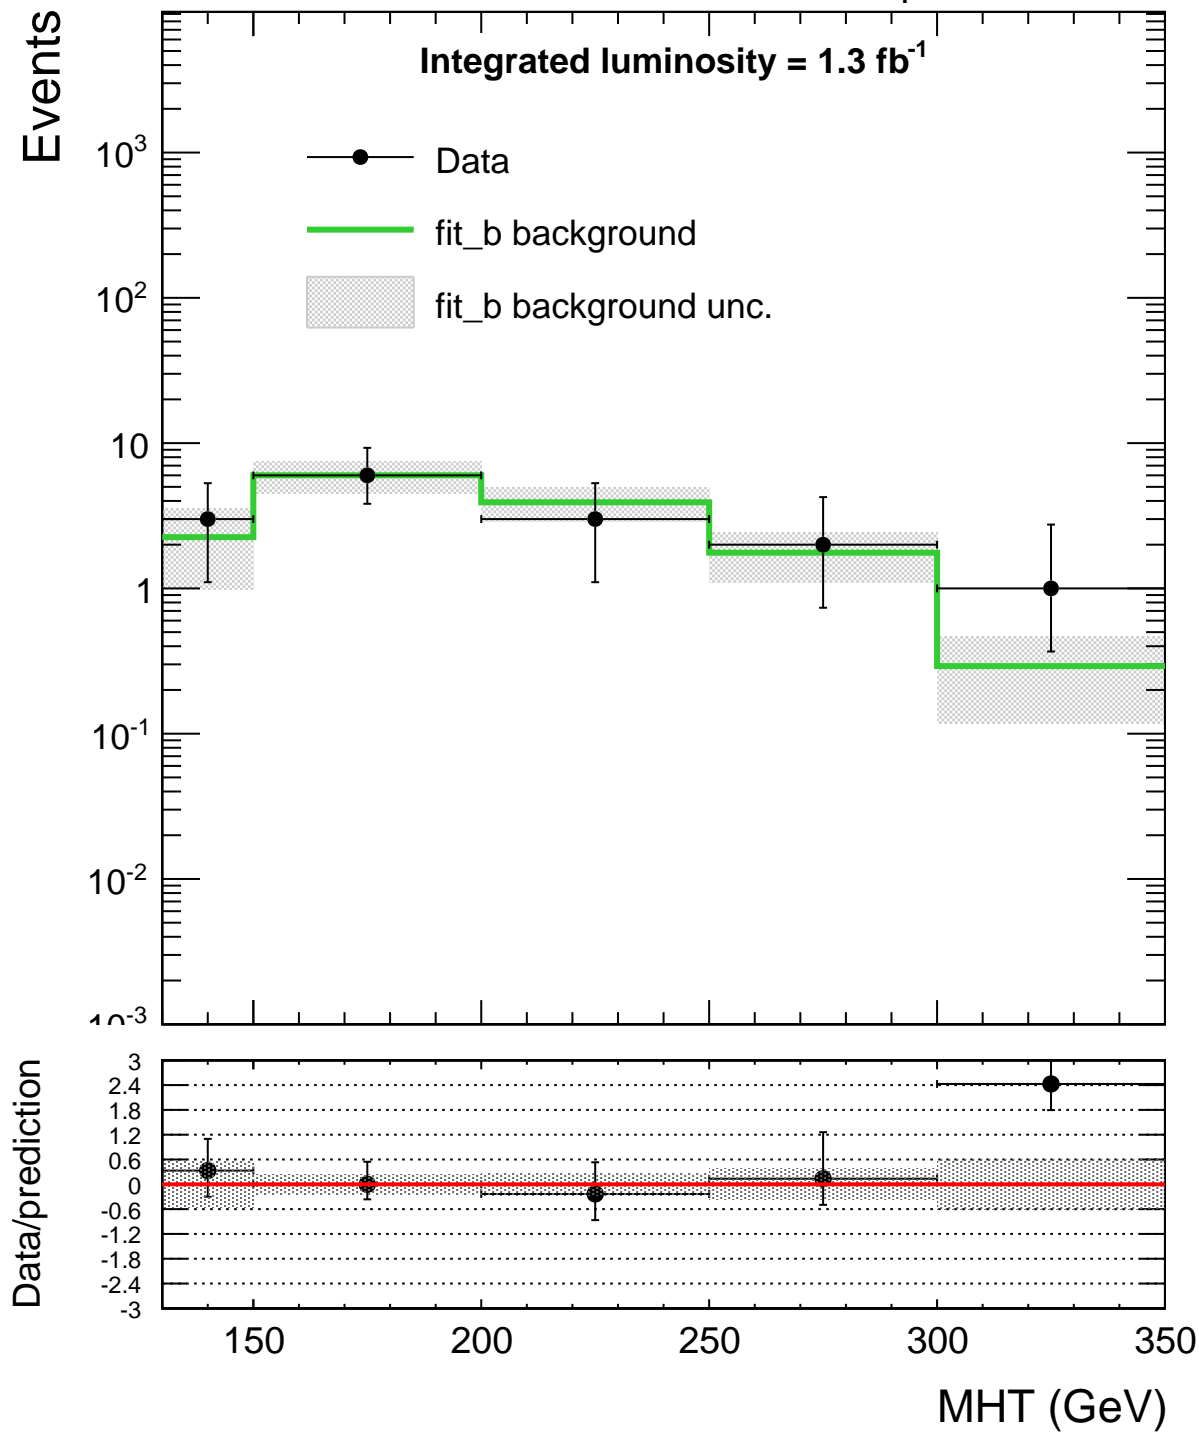 Integrated luminosity = 1.3 fb⁻¹
Events
Data
fit_b background
fit_b background unc.
10³
10²
10
1
10⁻¹
10⁻²
10⁻³
Data/prediction
3
2.4
1.8
1.2
0.6
0
-0.6
-1.2
-1.8
-2.4
-3
150 200 250 300 350
MHT (GeV)